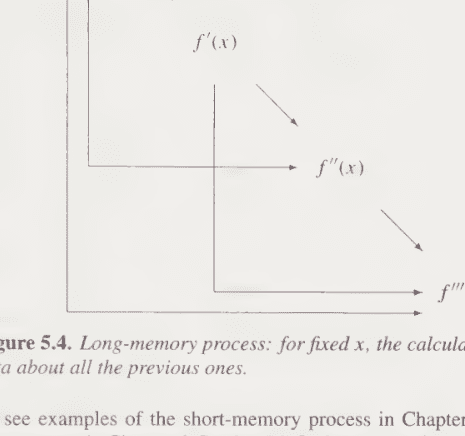 f′(x)
f″(x)
f‴
gure 5.4. Long-memory process: for fixed x, the calcula
a about all the previous ones.
see examples of the short-memory process in Chapter